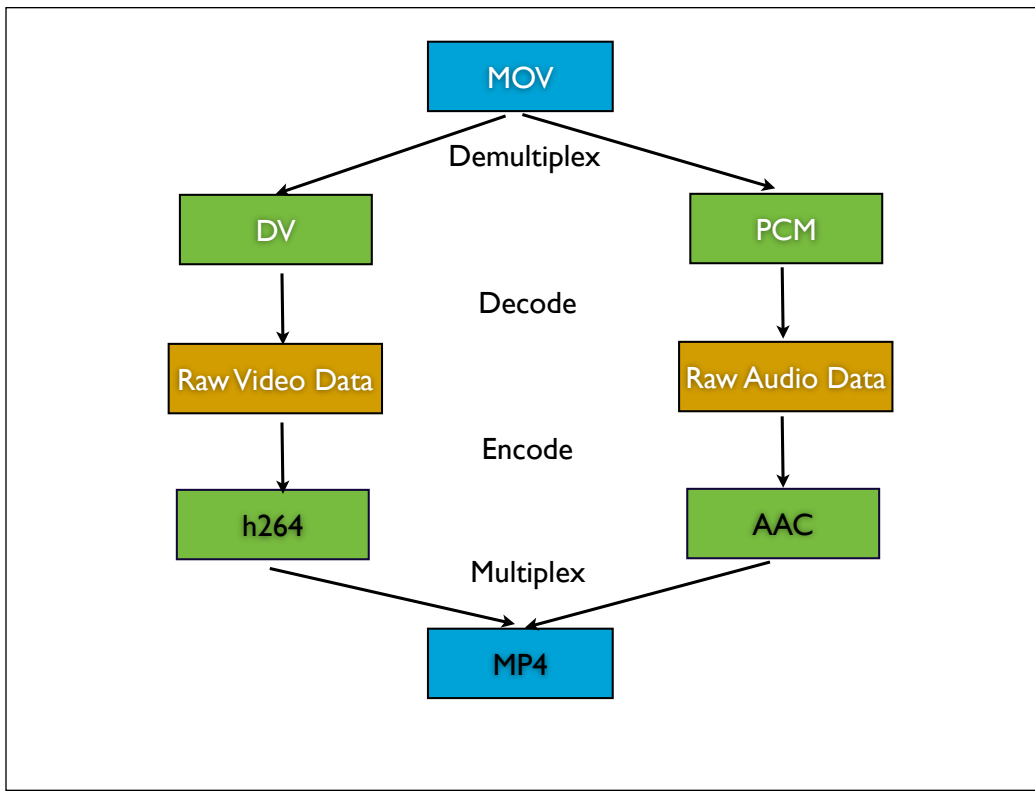 MOV
Demultiplex
DV
PCM
Decode
Raw Video Data
Raw Audio Data
Encode
h264
AAC
Multiplex
MP4